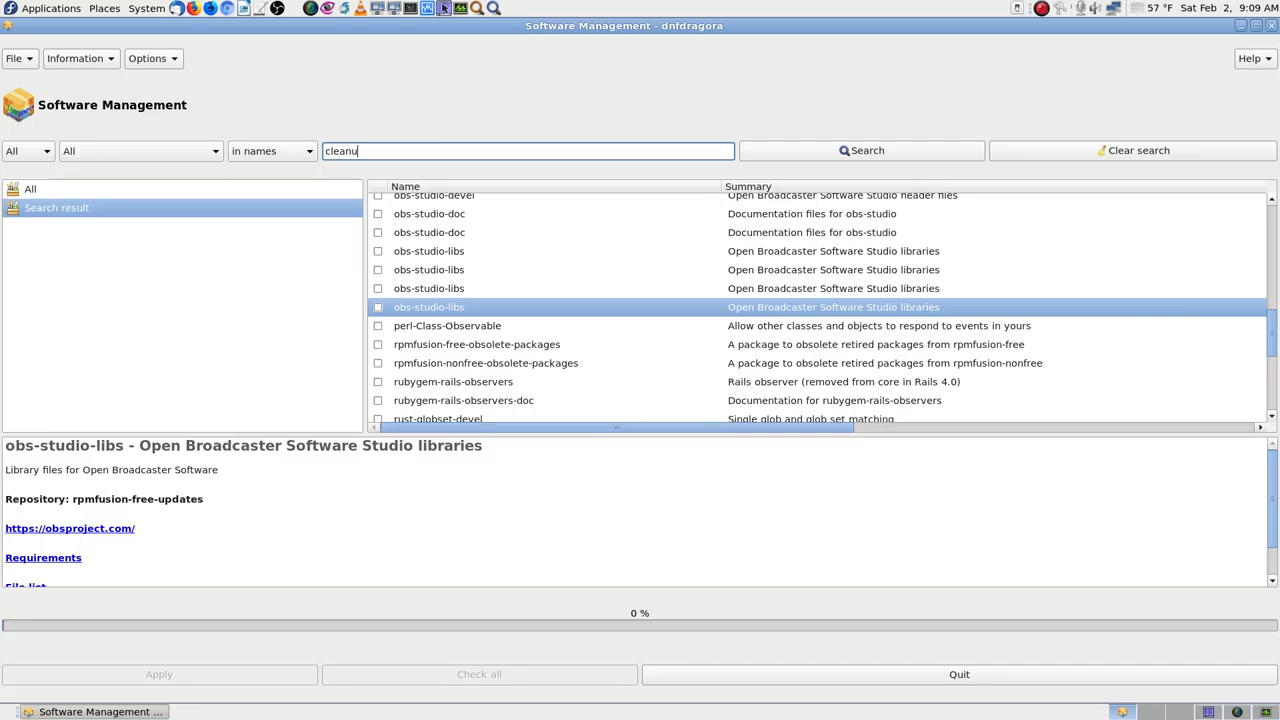 Applications Places System 57 °F Sat Feb 2, 9:09 AM
Software Management - dnfdragora
File Information Options Help
Software Management
All All in names cleanu Search Clear search
All
Search result
Name Summary
obs-studio-devel Open Broadcaster Software Studio header files
obs-studio-doc Documentation files for obs-studio
obs-studio-doc Documentation files for obs-studio
obs-studio-libs Open Broadcaster Software Studio libraries
obs-studio-libs Open Broadcaster Software Studio libraries
obs-studio-libs Open Broadcaster Software Studio libraries
obs-studio-libs Open Broadcaster Software Studio libraries
perl-Class-Observable Allow other classes and objects to respond to events in yours
rpmfusion-free-obsolete-packages A package to obsolete retired packages from rpmfusion-free
rpmfusion-nonfree-obsolete-packages A package to obsolete retired packages from rpmfusion-nonfree
rubygem-rails-observers Rails observer (removed from core in Rails 4.0)
rubygem-rails-observers-doc Documentation for rubygem-rails-observers
rust-globset-devel Single glob and glob set matching
obs-studio-libs - Open Broadcaster Software Studio libraries
Library files for Open Broadcaster Software
Repository: rpmfusion-free-updates
https://obsproject.com/
Requirements
File list
0 %
Apply Check all Quit
Software Management ...